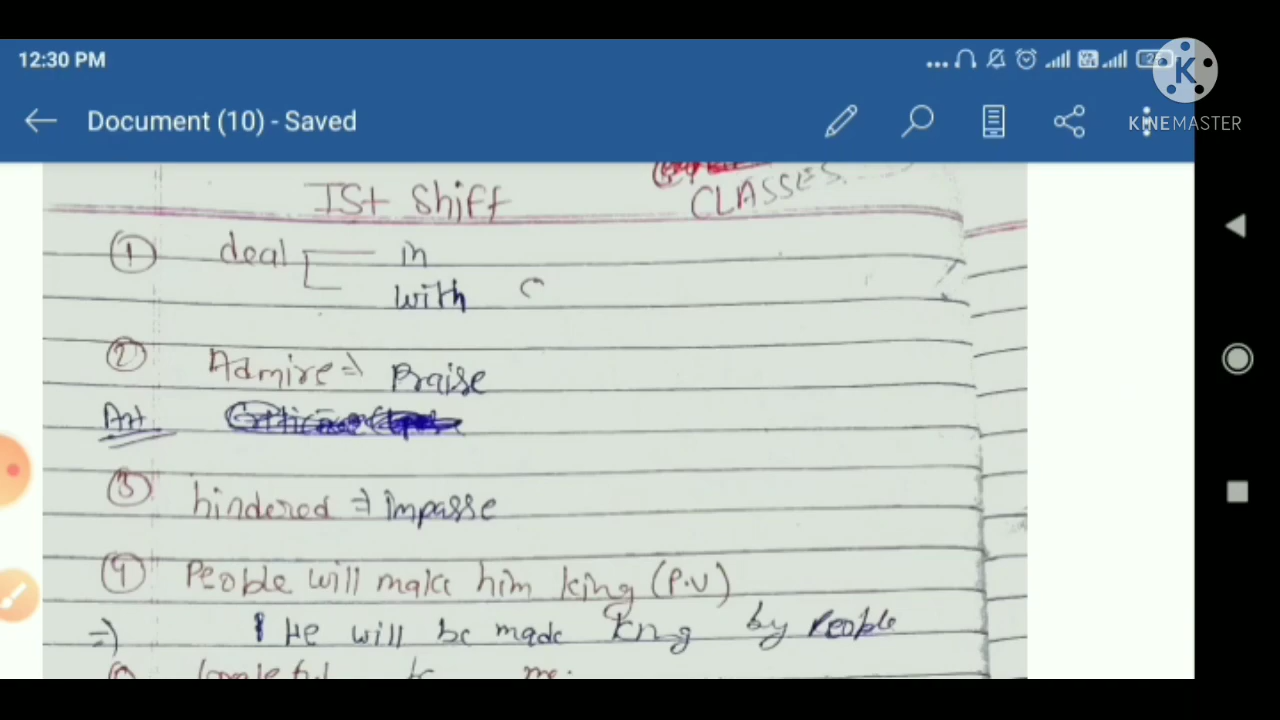 12:30 PM
Document (10) - Saved
KINEMASTER
CLASSES
ISt Shift
① deal in
with
② Admire ⇒ Praise
Ant
③ hindered ⇒ impasse
④ People will make him king (P.V)
⇒) He will be made kng by People